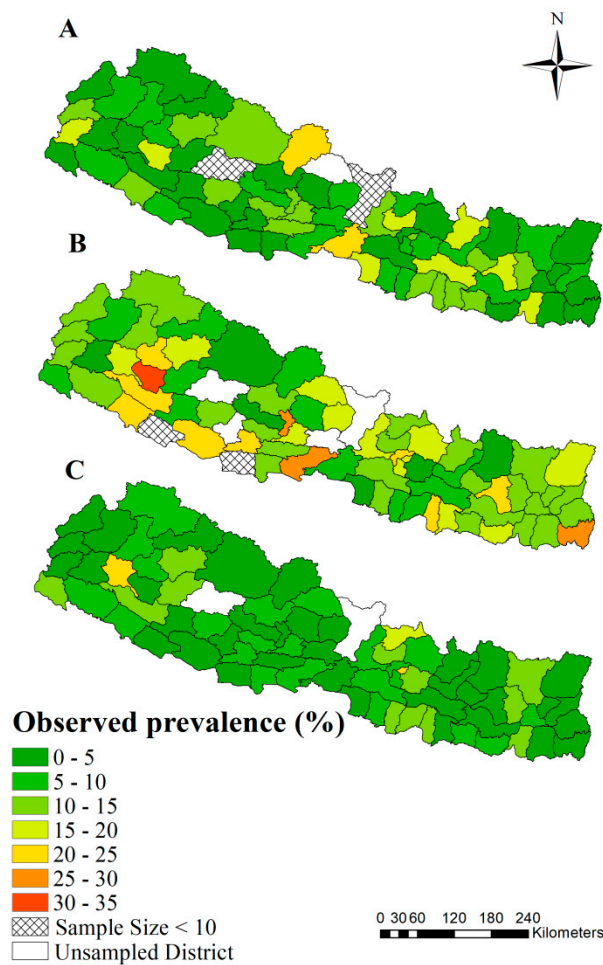 A
N
B
C
Observed prevalence (%)
0 - 5
5 - 10
10 - 15
15 - 20
20 - 25
25 - 30
30 - 35
Sample Size < 10
Unsampled District
0 30 60 120 180 240
Kilometers